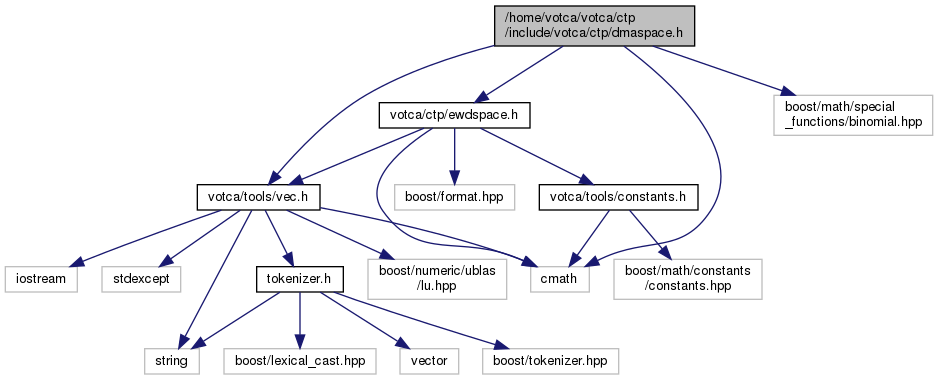 /home/votca/votca/ctp
/include/votca/ctp/dmaspace.h
boost/math/special
_functions/binomial.hpp
votca/ctp/ewdspace.h
votca/tools/vec.h
boost/format.hpp
votca/tools/constants.h
iostream
stdexcept
tokenizer.h
boost/numeric/ublas
/lu.hpp
cmath
boost/math/constants
/constants.hpp
string
boost/lexical_cast.hpp
vector
boost/tokenizer.hpp